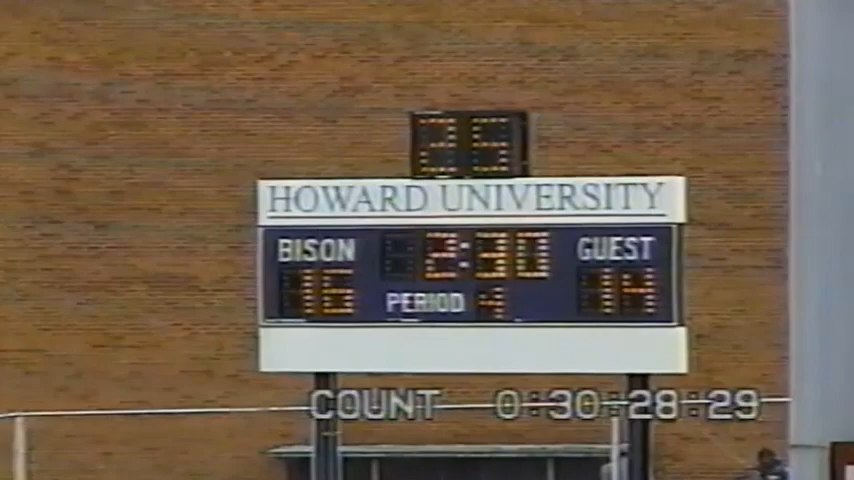 25
HOWARD UNIVERSITY
BISON 2:30 GUEST
16 14
PERIOD 4
COUNT 0:30:28:29